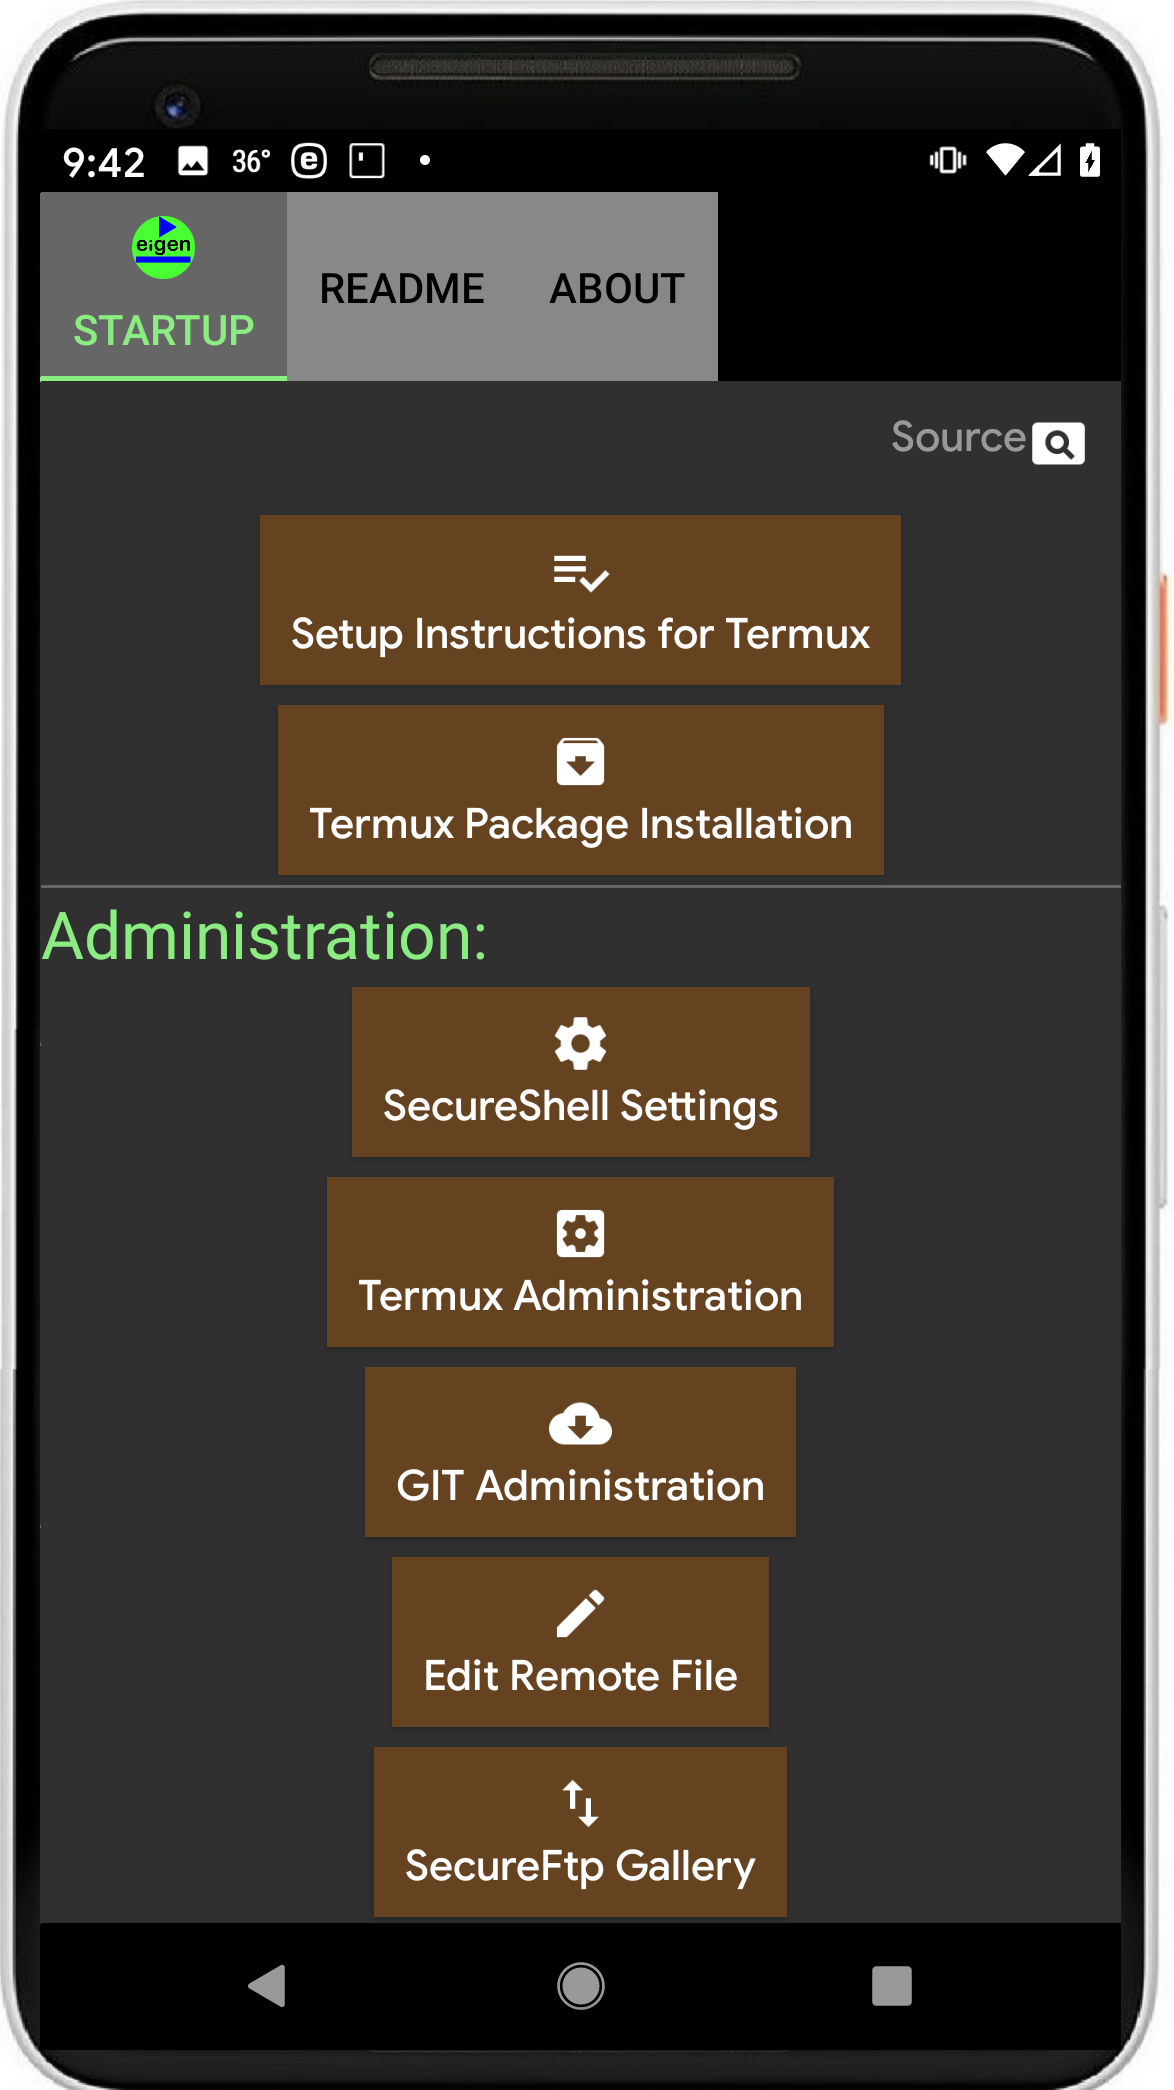 9:42 36°
eigen
STARTUP README ABOUT
Source
Setup Instructions for Termux
Termux Package Installation
Administration:
SecureShell Settings
Termux Administration
GIT Administration
Edit Remote File
SecureFtp Gallery